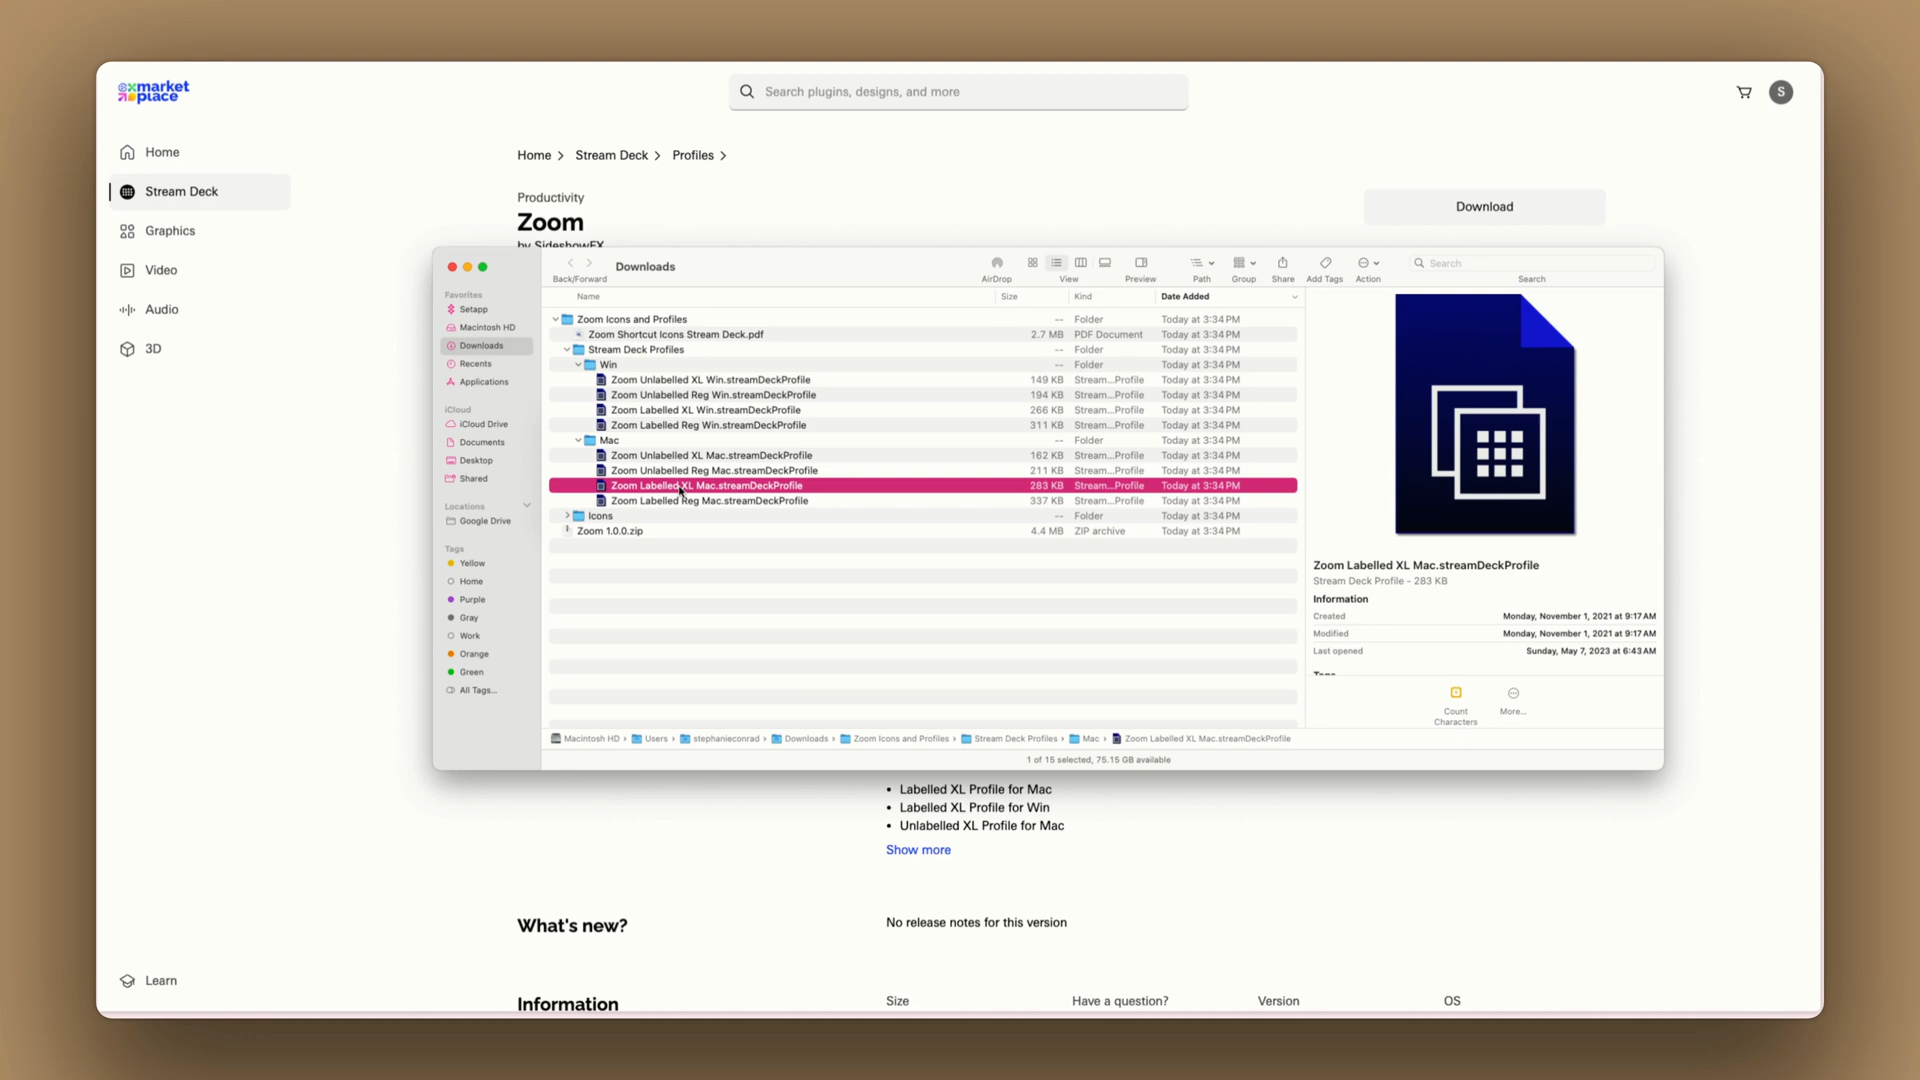 market
place
Search plugins, designs, and more
S
Home
Stream Deck
Graphics
Video
Audio
3D
Learn
Home > Stream Deck > Profiles >
Productivity
Zoom
by SideshowFX
Download
Downloads
Back/Forward
AirDrop
View
Preview
Path
Group
Share
Add Tags
Action
Search
Search
Favorites
Setapp
Macintosh HD
Downloads
Recents
Applications
iCloud
iCloud Drive
Documents
Desktop
Shared
Locations
Google Drive
Tags
Yellow
Home
Purple
Gray
Work
Orange
Green
All Tags...
Name Size Kind Date Added
Zoom Icons and Profiles -- Folder Today at 3:34 PM
Zoom Shortcut Icons Stream Deck.pdf 2.7 MB PDF Document Today at 3:34 PM
Stream Deck Profiles -- Folder Today at 3:34 PM
Win -- Folder Today at 3:34 PM
Zoom Unlabelled XL Win.streamDeckProfile 149 KB Stream...Profile Today at 3:34 PM
Zoom Unlabelled Reg Win.streamDeckProfile 194 KB Stream...Profile Today at 3:34 PM
Zoom Labelled XL Win.streamDeckProfile 266 KB Stream...Profile Today at 3:34 PM
Zoom Labelled Reg Win.streamDeckProfile 311 KB Stream...Profile Today at 3:34 PM
Mac -- Folder Today at 3:34 PM
Zoom Unlabelled XL Mac.streamDeckProfile 162 KB Stream...Profile Today at 3:34 PM
Zoom Unlabelled Reg Mac.streamDeckProfile 211 KB Stream...Profile Today at 3:34 PM
Zoom Labelled XL Mac.streamDeckProfile 283 KB Stream...Profile Today at 3:34 PM
Zoom Labelled Reg Mac.streamDeckProfile 337 KB Stream...Profile Today at 3:34 PM
Icons -- Folder Today at 3:34 PM
Zoom 1.0.0.zip 4.4 MB ZIP archive Today at 3:34 PM
Zoom Labelled XL Mac.streamDeckProfile
Stream Deck Profile - 283 KB
Information
Created Monday, November 1, 2021 at 9:17 AM
Modified Monday, November 1, 2021 at 9:17 AM
Last opened Sunday, May 7, 2023 at 6:43 AM
Tags
Count
Characters
More...
Macintosh HD › Users › stephanieconrad › Downloads › Zoom Icons and Profiles › Stream Deck Profiles › Mac › Zoom Labelled XL Mac.streamDeckProfile
1 of 15 selected, 75.15 GB available
• Labelled XL Profile for Mac
• Labelled XL Profile for Win
• Unlabelled XL Profile for Mac
Show more
What's new?
No release notes for this version
Information
Size
Have a question?
Version
OS